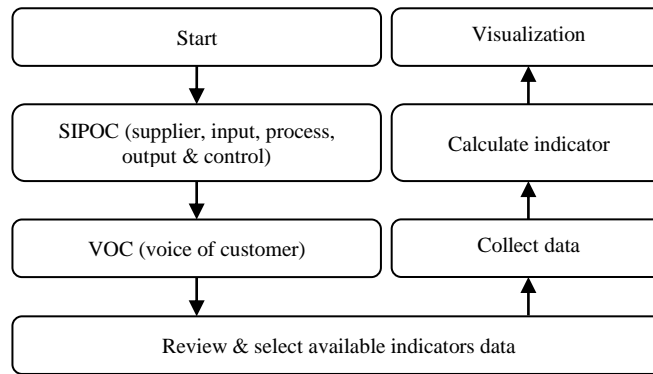 Start
SIPOC (supplier, input, process,
output & control)
VOC (voice of customer)
Review & select available indicators data
Collect data
Calculate indicator
Visualization